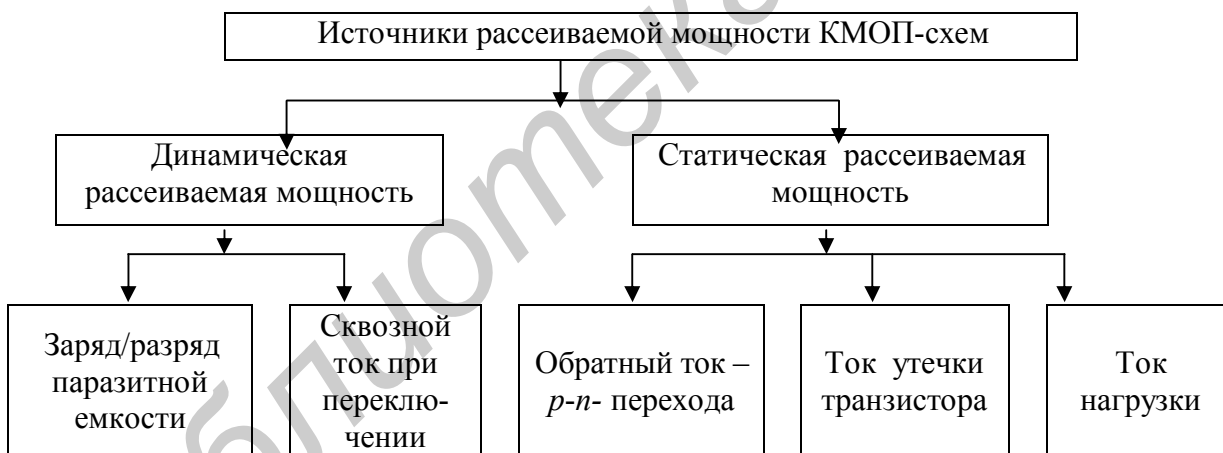 Источники рассеиваемой мощности КМОП-схем
Динамическая
рассеиваемая мощность
Статическая рассеиваемая
мощность
Заряд/разряд
паразитной
емкости
Сквозной
ток при
переклю-
чении
Обратный ток –
p-n- перехода
Ток утечки
транзистора
Ток
нагрузки
блиотека